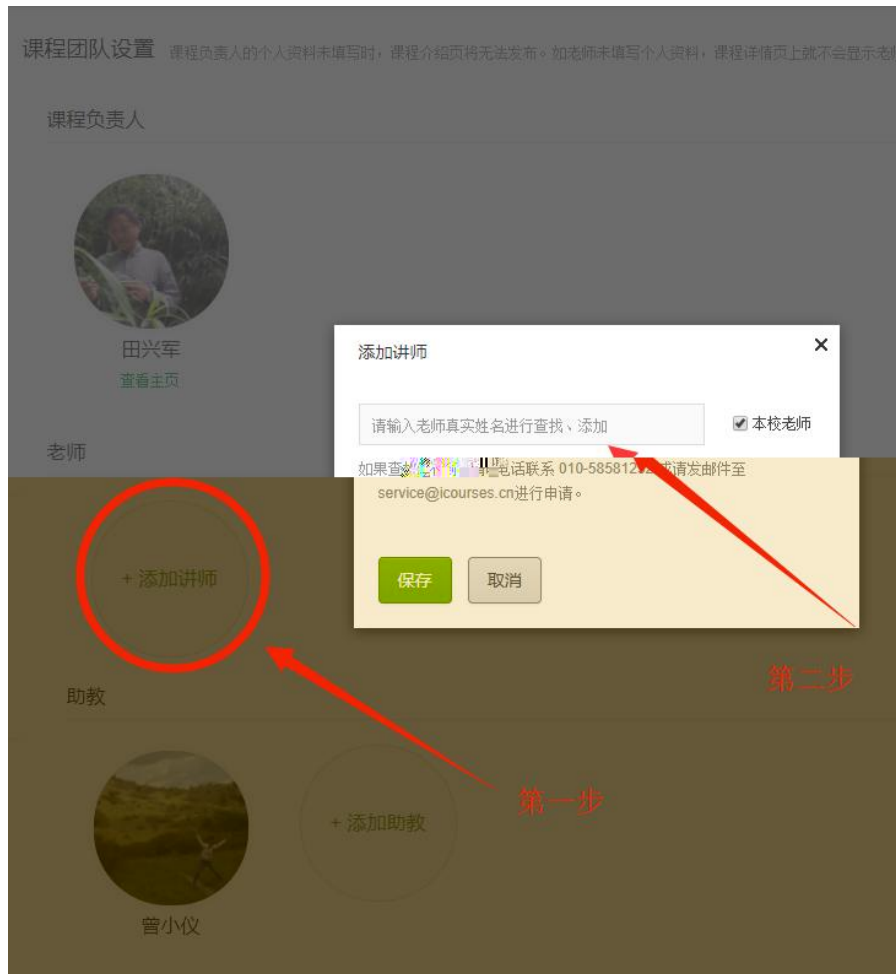 课程团队设置 课程负责人的个人资料未填写时，课程介绍页将无法发布。如老师未填写个人资料，课程详情页上就不会显示老
课程负责人
田兴军
查看主页
添加讲师
×
请输入老师真实姓名进行查找、添加
本校老师
老师
如果查 电话联系 或请发邮件至
service@icourses.cn进行申请。
+ 添加讲师
保存
取消
第二步
助教
第一步
+ 添加助教
曾小仪